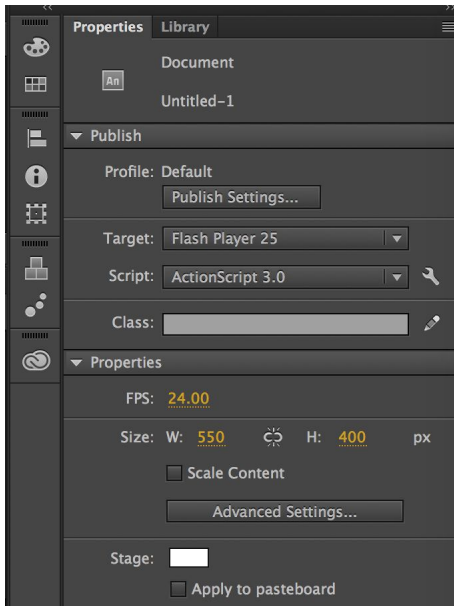 Properties Library
Document
An
Untitled-1
Publish
Profile: Default
Publish Settings...
Target: Flash Player 25
Script: ActionScript 3.0
Class:
Properties
FPS: 24.00
Size: W: 550 H: 400 px
Scale Content
Advanced Settings...
Stage:
Apply to pasteboard